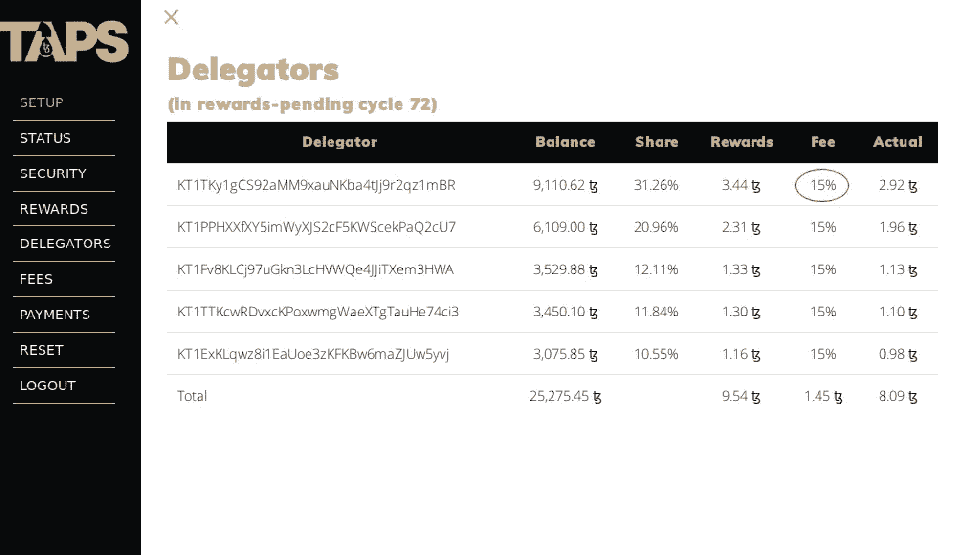 TAPS
SETUP
STATUS
SECURITY
REWARDS
DELEGATORS
FEES
PAYMENTS
RESET
LOGOUT
Delegators
(in rewards-pending cycle 72)
Delegator Balance Share Rewards Fee Actual
KT1TKy1gCS92aMM9xauNKba4tJj9r2qz1mBR 9,110.62 ꜩ 31.26% 3.44 ꜩ 15% 2.92 ꜩ
KT1PPHXXfXY5imWyXJS2cF5KWScekPaQ2cU7 6,109.00 ꜩ 20.96% 2.31 ꜩ 15% 1.96 ꜩ
KT1Fv8KLCj97uGkn3LcHVWQe4JJiTXem3HWA 3,529.88 ꜩ 12.11% 1.33 ꜩ 15% 1.13 ꜩ
KT1TTKcwRDvxcKPoxwmgWaeXTgTauHe74ci3 3,450.10 ꜩ 11.84% 1.30 ꜩ 15% 1.10 ꜩ
KT1ExKLqwz8i1EaUoe3zKFKBw6maZJUw5yvj 3,075.85 ꜩ 10.55% 1.16 ꜩ 15% 0.98 ꜩ
Total 25,275.45 ꜩ 9.54 ꜩ 1.45 ꜩ 8.09 ꜩ